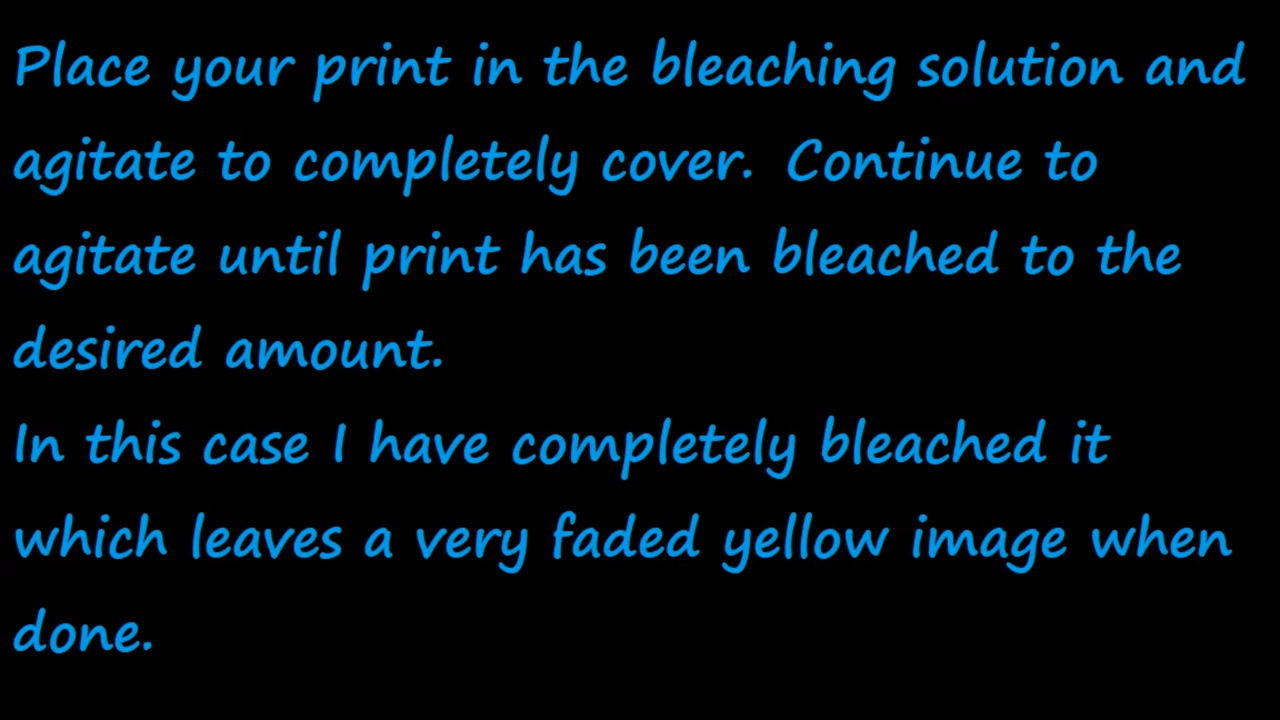 Place your print in the bleaching solution and
agitate to completely cover.  Continue to
agitate until print has been bleached to the
desired amount.
In this case I have completely bleached it
which leaves a very faded yellow image when
done.